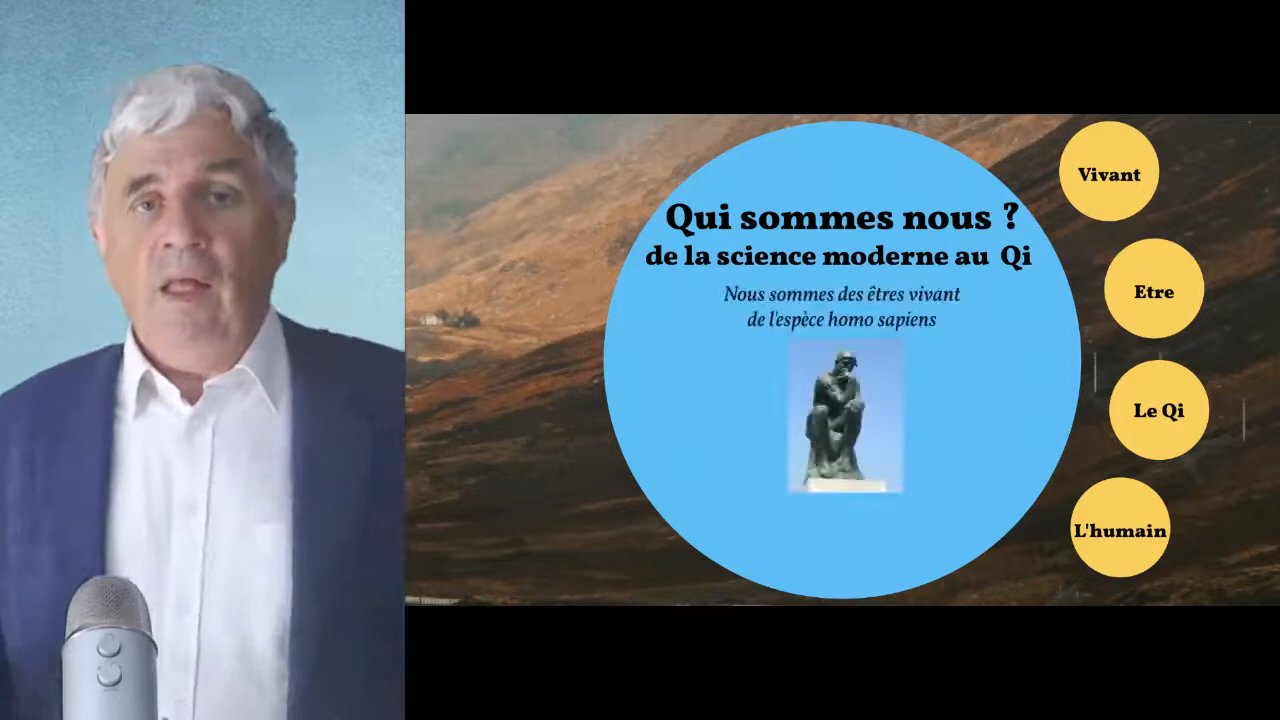 Qui sommes nous ?
de la science moderne au Qi
Nous sommes des êtres vivant
de l'espèce homo sapiens
Vivant
Etre
Le Qi
L'humain